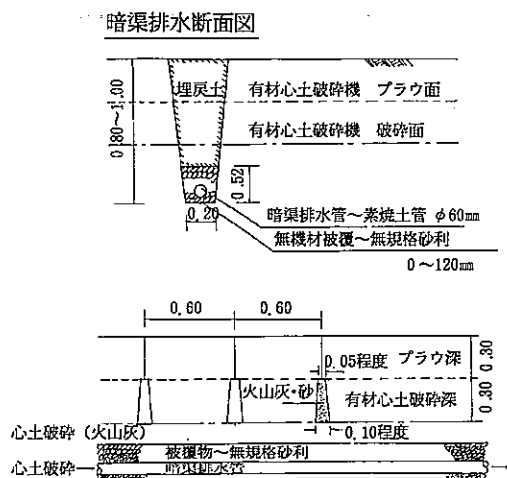 暗渠排水断面図
埋戻土
有材心土破砕機 プラウ面
有材心土破砕機 破砕面
0.80〜1.00
0.52
0.20
暗渠排水管〜素焼土管 φ60mm
無機材被覆〜無規格砂利
0〜120mm
0.60
0.60
0.05程度
プラウ深
0.30
火山灰・砂
有材心土破砕深
0.30
心土破砕(火山灰)
0.10程度
被覆物〜無規格砂利
心土破砕
暗渠排水管